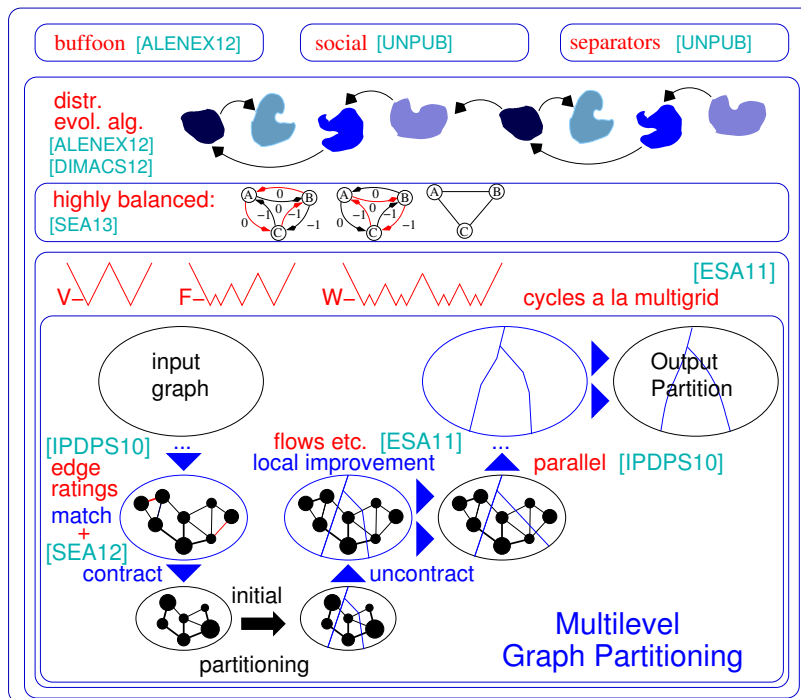 buffoon [ALENEX12]
social [UNPUB]
separators [UNPUB]
distr.
evol. alg.
[ALENEX12]
[DIMACS12]
highly balanced:
[SEA13]
A 0 B
0 −1 −1 −1
C
A 0 B
0 −1 −1 −1
C
A B
C
V− F− W−
[ESA11]
cycles a la multigrid
input
graph
Output
Partition
...
...
[IPDPS10]
edge
ratings
match
+
[SEA12]
contract
flows etc. [ESA11]
local improvement
parallel [IPDPS10]
uncontract
initial
partitioning
Multilevel
Graph Partitioning